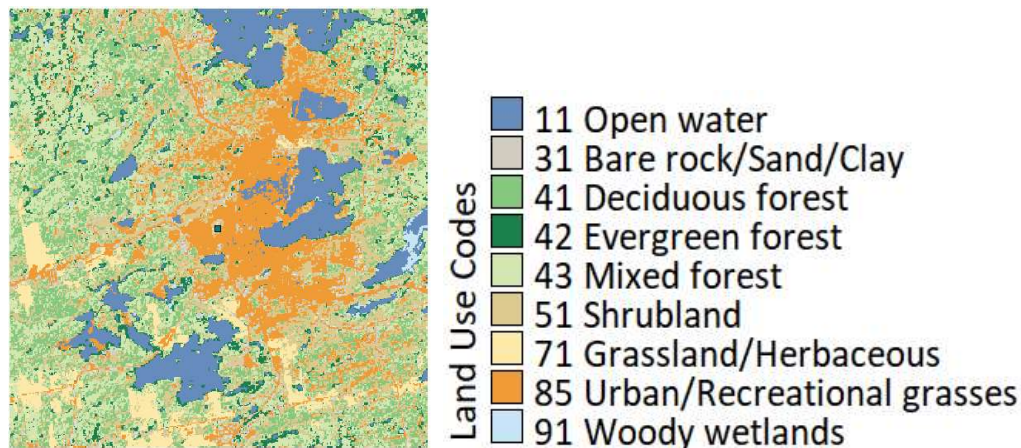 Land Use Codes
11 Open water
31 Bare rock/Sand/Clay
41 Deciduous forest
42 Evergreen forest
43 Mixed forest
51 Shrubland
71 Grassland/Herbaceous
85 Urban/Recreational grasses
91 Woody wetlands